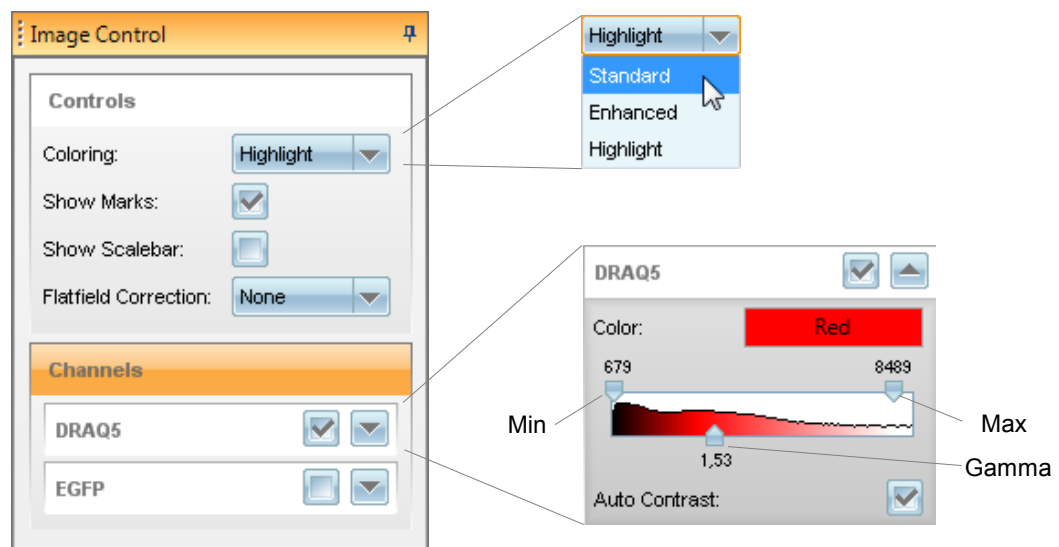 Image Control
Controls
Coloring: Highlight
Show Marks:
Show Scalebar:
Flatfield Correction: None
Channels
DRAQ5
EGFP
Highlight
Standard
Enhanced
Highlight
DRAQ5
Color: Red
679 8489
Min Max
1,53 Gamma
Auto Contrast: